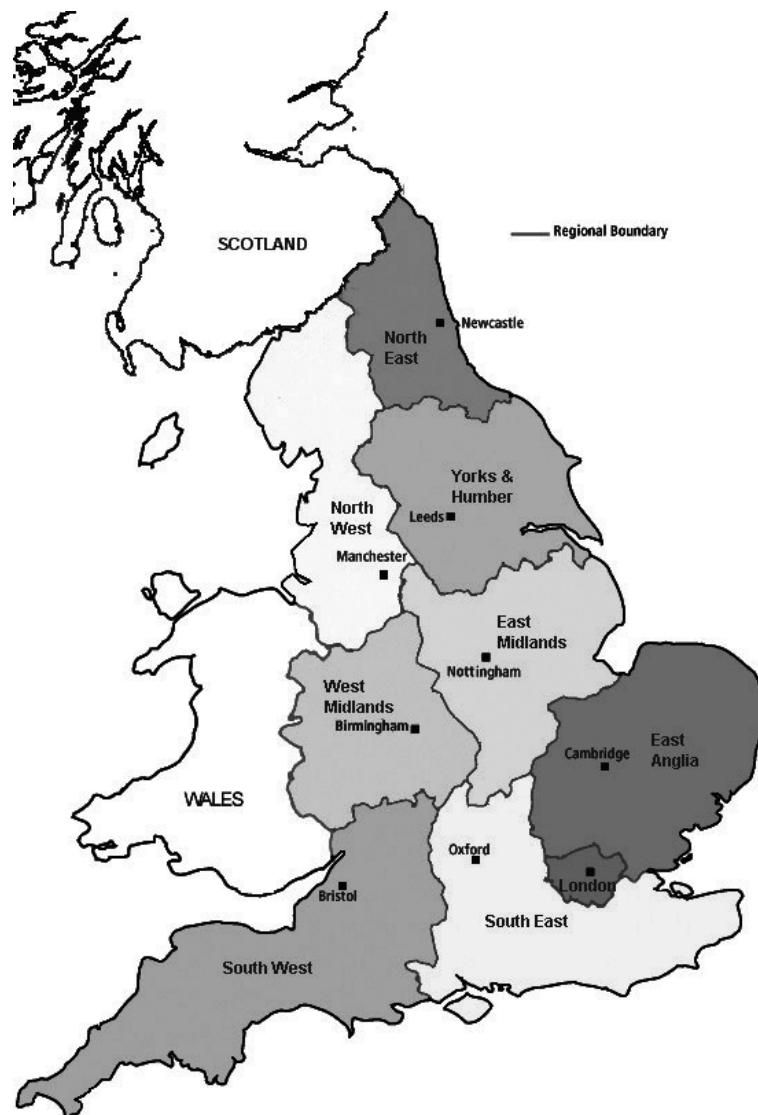 SCOTLAND
Regional Boundary
Newcastle
North
East
Yorks &
Humber
Leeds
North
West
Manchester
East
Midlands
Nottingham
West
Midlands
Birmingham
East
Anglia
Cambridge
WALES
Oxford
London
Bristol
South East
South West